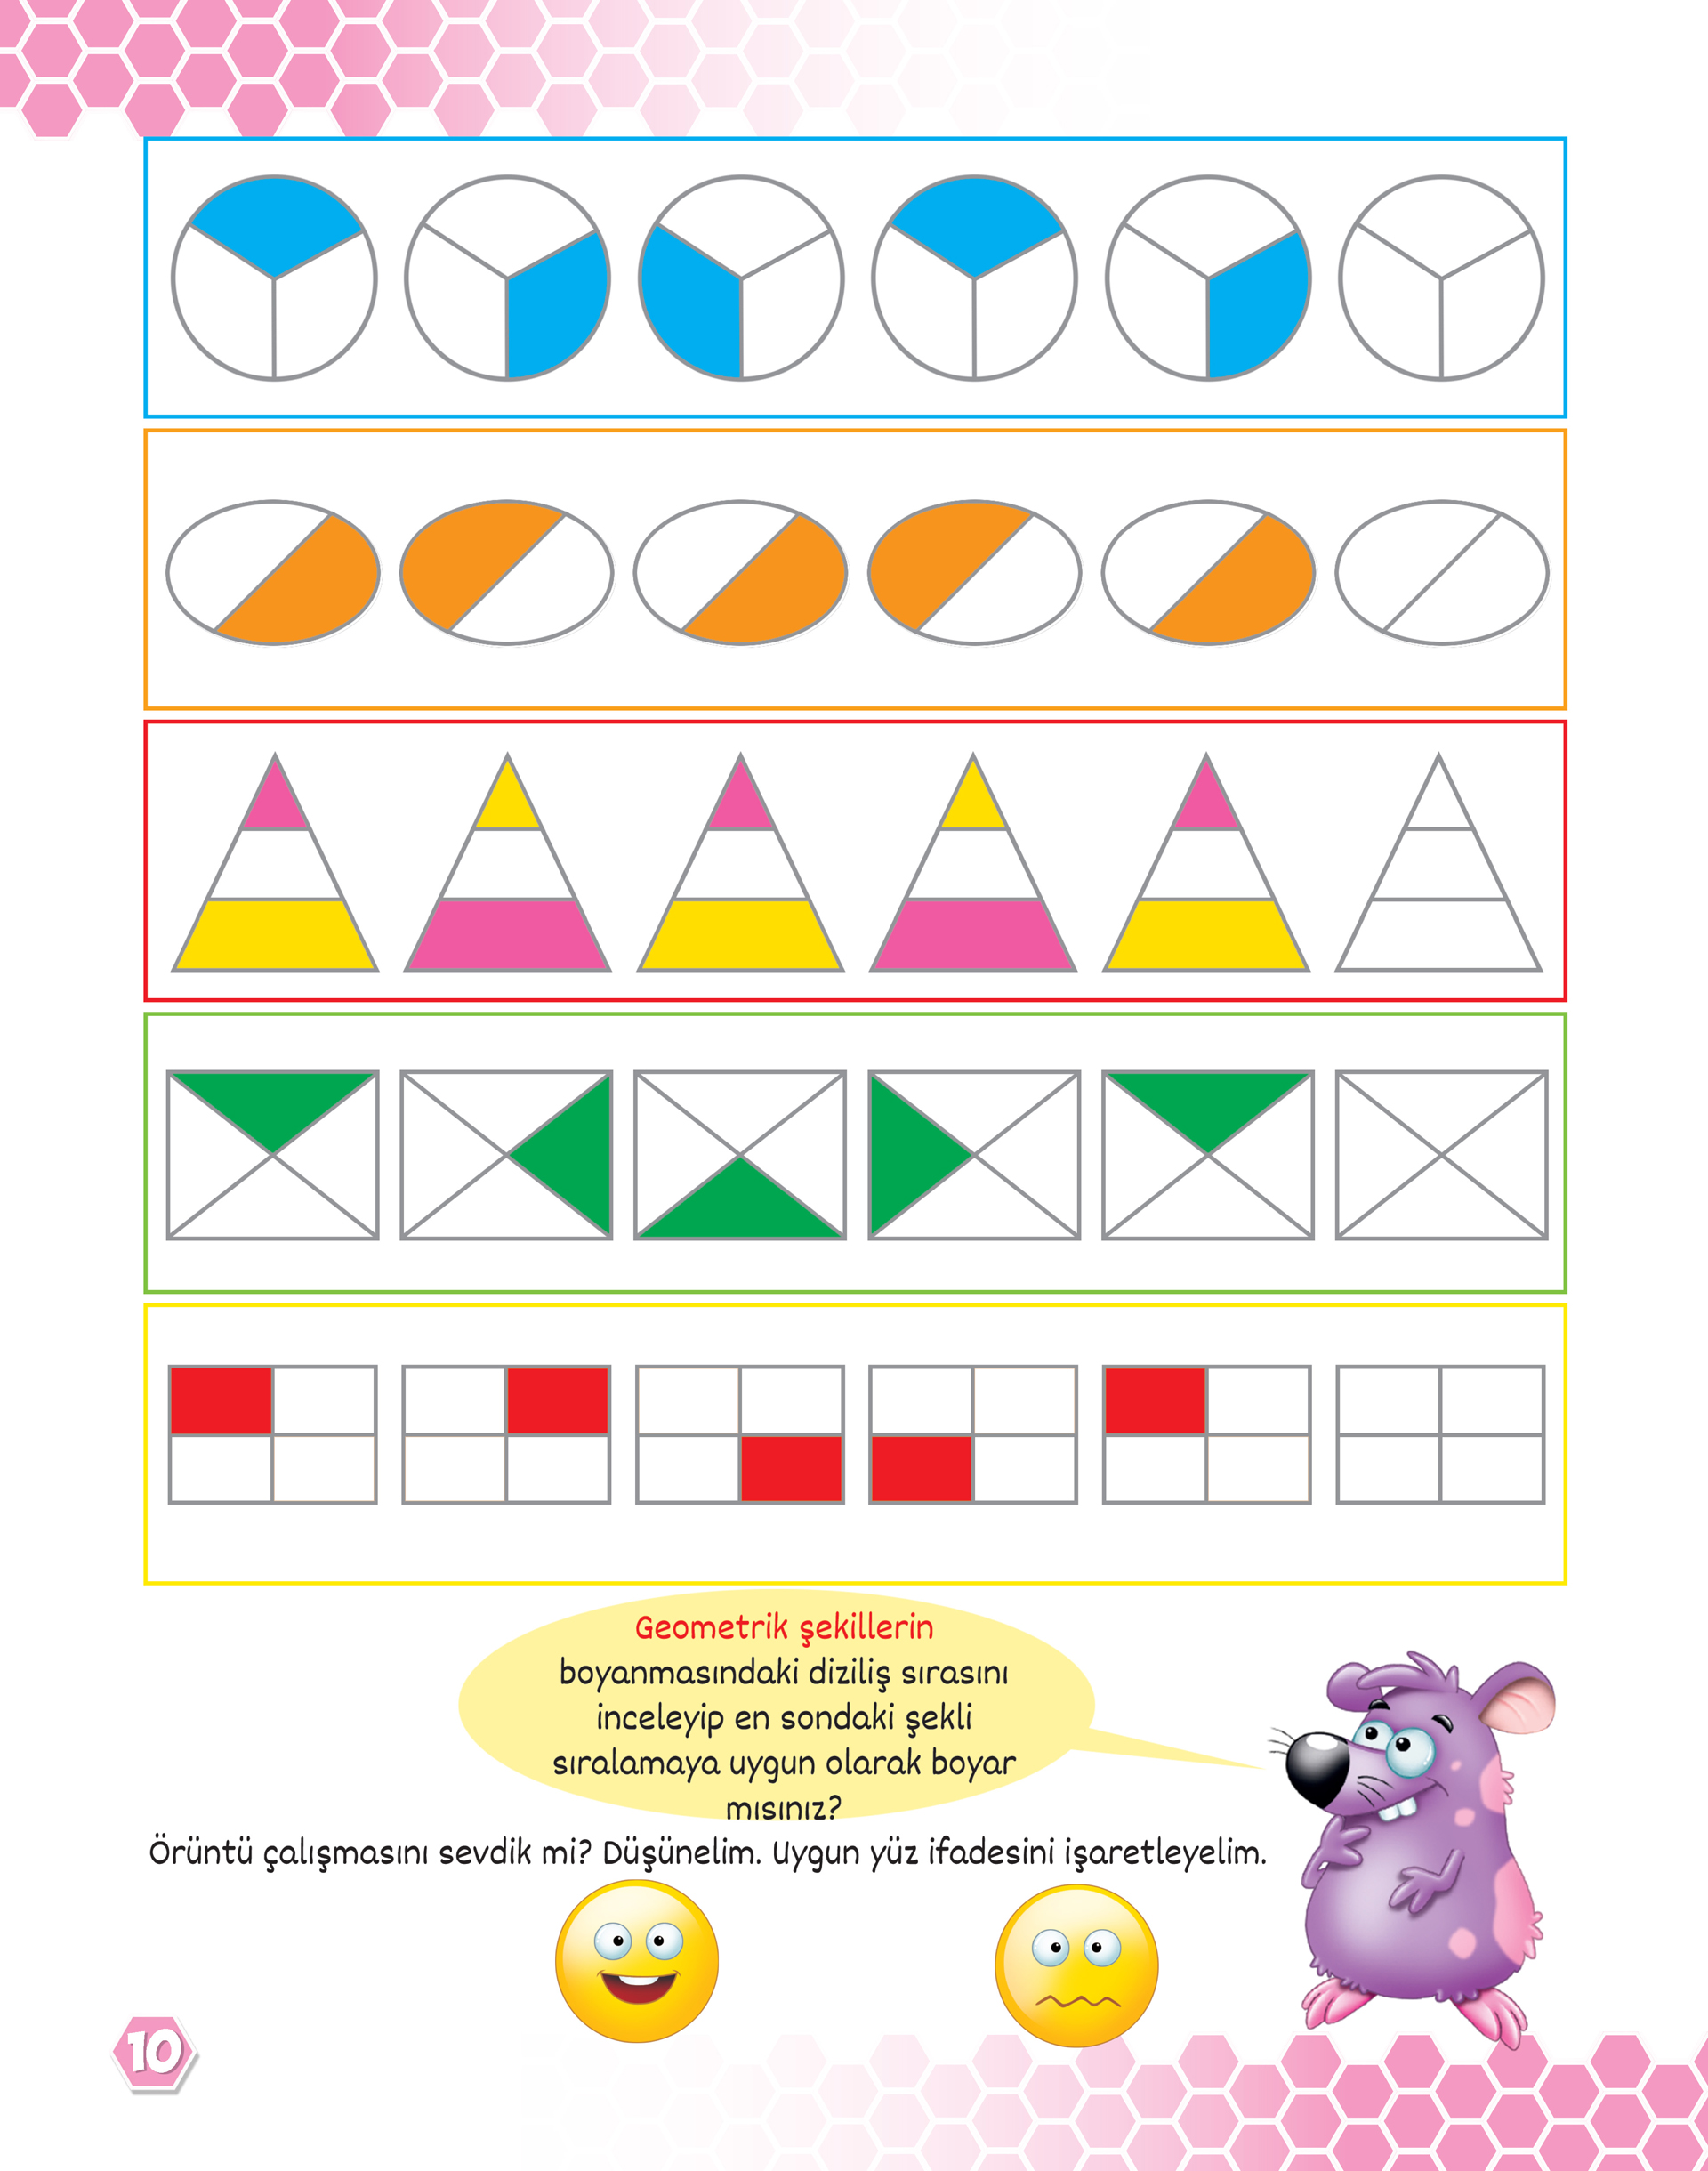 Geometrik şekillerin
boyanmasındaki diziliş sırasını
inceleyip en sondaki şekli
sıralamaya uygun olarak boyar
mısınız?
Örüntü çalışmasını sevdik mi? Düşünelim. Uygun yüz ifadesini işaretleyelim.
10